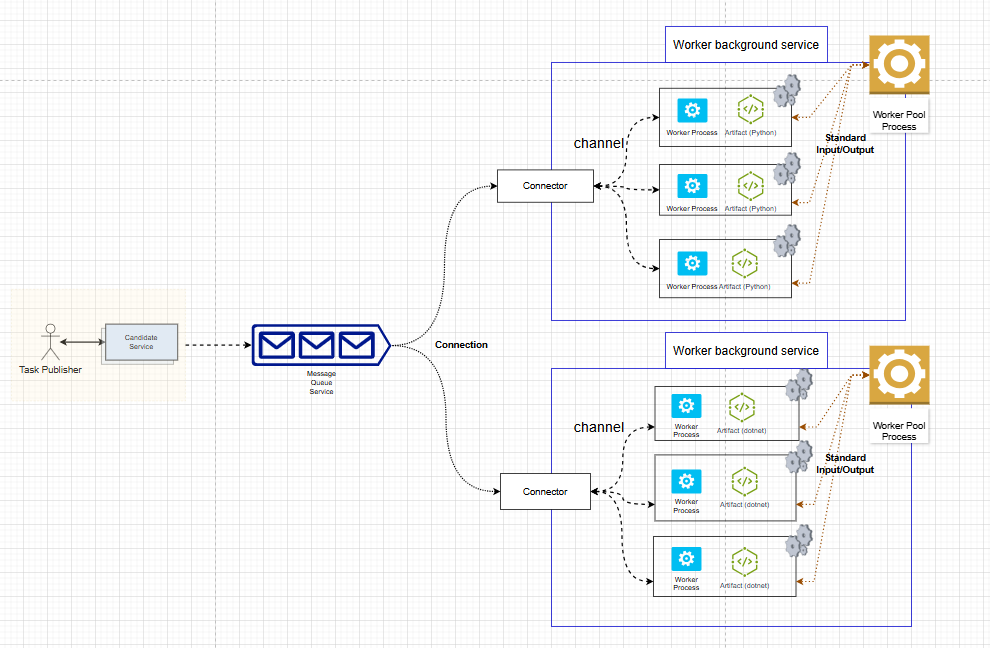 Worker background service
Worker Pool
Process
channel
Worker Process
Artifact (Python)
Standard
Input/Output
Connector
Worker Process
Artifact (Python)
Worker Process
Artifact (Python)
Candidate
Service
Task Publisher
Message
Queue
Service
Connection
Worker background service
Worker Pool
Process
channel
Worker
Process
Artifact (dotnet)
Standard
Input/Output
Connector
Worker
Process
Artifact (dotnet)
Worker
Process
Artifact (dotnet)